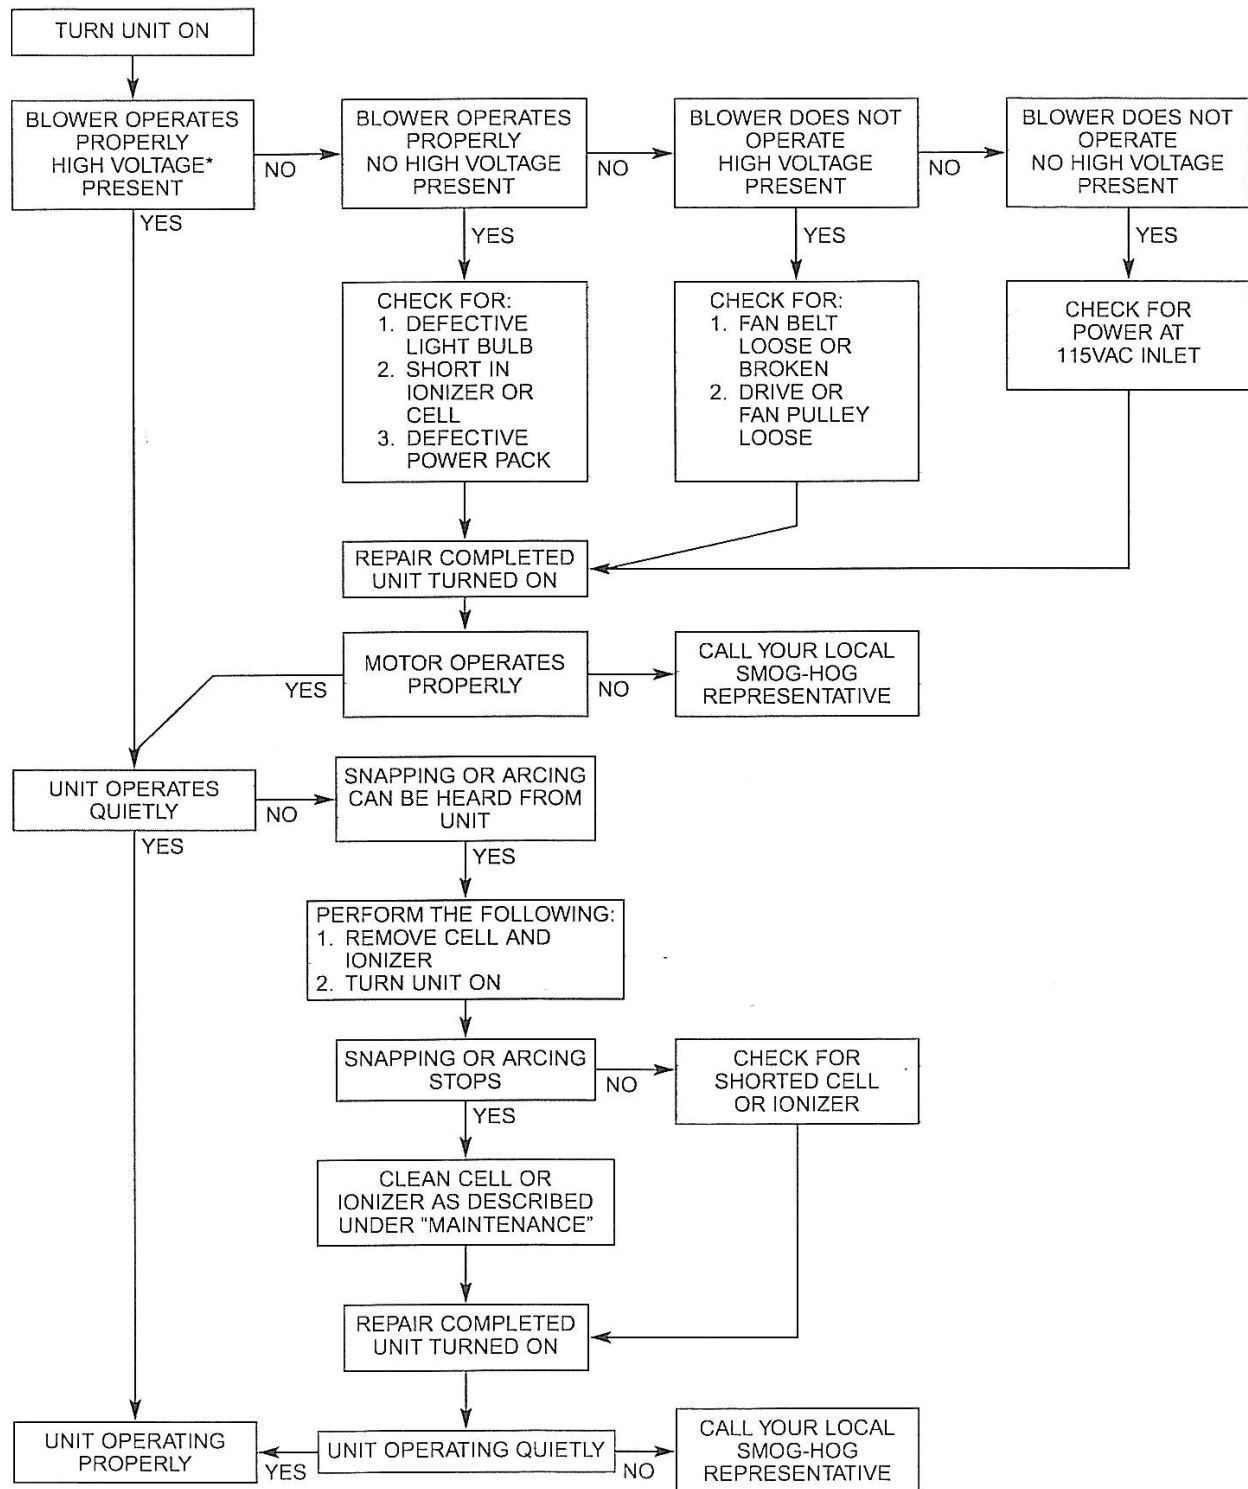 TURN UNIT ON
BLOWER OPERATES
PROPERLY
HIGH VOLTAGE*
PRESENT
NO
BLOWER OPERATES
PROPERLY
NO HIGH VOLTAGE
PRESENT
NO
BLOWER DOES NOT
OPERATE
HIGH VOLTAGE
PRESENT
NO
BLOWER DOES NOT
OPERATE
NO HIGH VOLTAGE
PRESENT
YES
YES
YES
YES
CHECK FOR:
1. DEFECTIVE
LIGHT BULB
2. SHORT IN
IONIZER OR
CELL
3. DEFECTIVE
POWER PACK
CHECK FOR:
1. FAN BELT
LOOSE OR
BROKEN
2. DRIVE OR
FAN PULLEY
LOOSE
CHECK FOR
POWER AT
115VAC INLET
REPAIR COMPLETED
UNIT TURNED ON
YES
MOTOR OPERATES
PROPERLY
NO
CALL YOUR LOCAL
SMOG-HOG
REPRESENTATIVE
UNIT OPERATES
QUIETLY
NO
SNAPPING OR ARCING
CAN BE HEARD FROM
UNIT
YES
YES
PERFORM THE FOLLOWING:
1. REMOVE CELL AND
IONIZER
2. TURN UNIT ON
SNAPPING OR ARCING
STOPS
NO
CHECK FOR
SHORTED CELL
OR IONIZER
YES
CLEAN CELL OR
IONIZER AS DESCRIBED
UNDER "MAINTENANCE"
REPAIR COMPLETED
UNIT TURNED ON
UNIT OPERATING
PROPERLY
YES
UNIT OPERATING QUIETLY
NO
CALL YOUR LOCAL
SMOG-HOG
REPRESENTATIVE